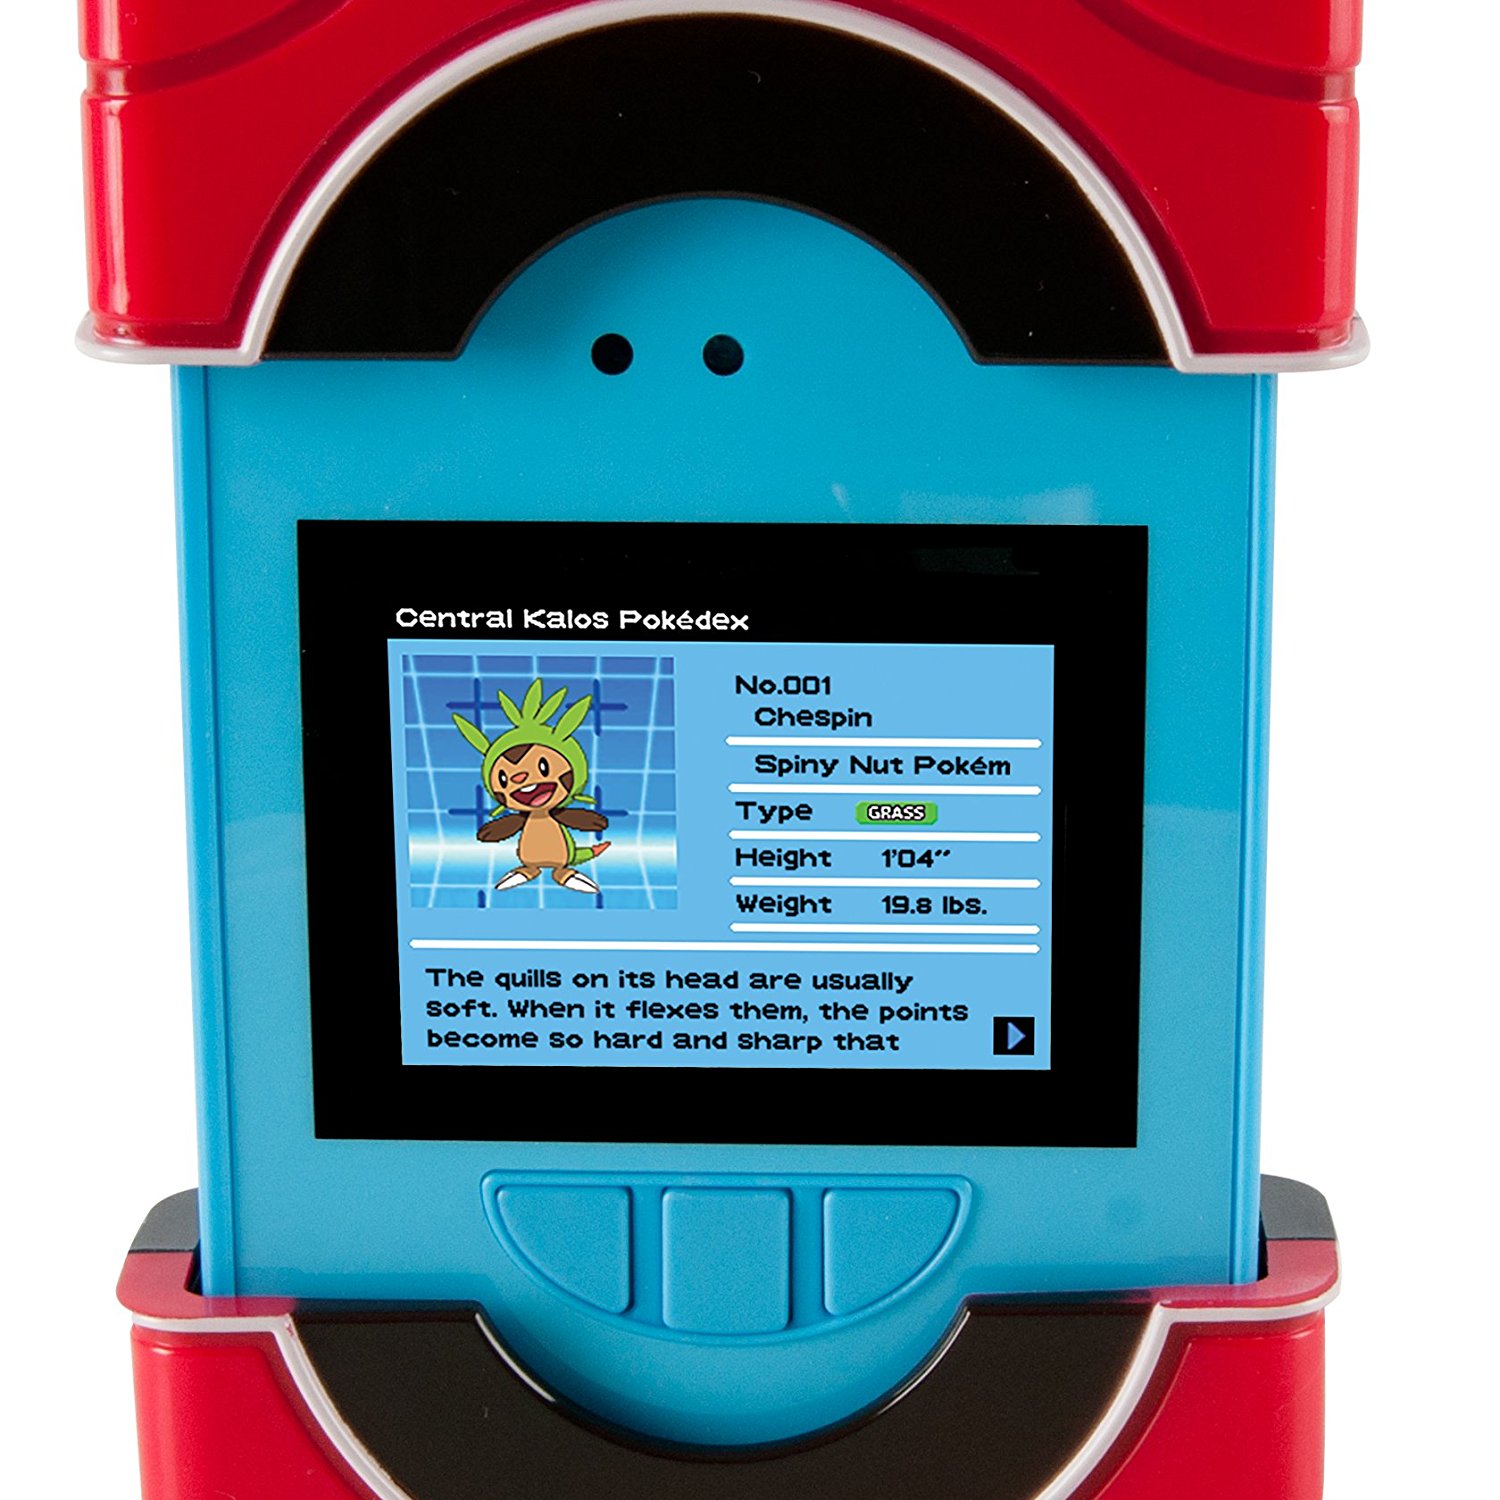 Central Kalos Pokédex
No.001
Chespin
Spiny Nut Pokém
Type GRASS
Height 1'04"
Weight 19.8 lbs.
The quills on its head are usually
soft. When it flexes them, the points
become so hard and sharp that